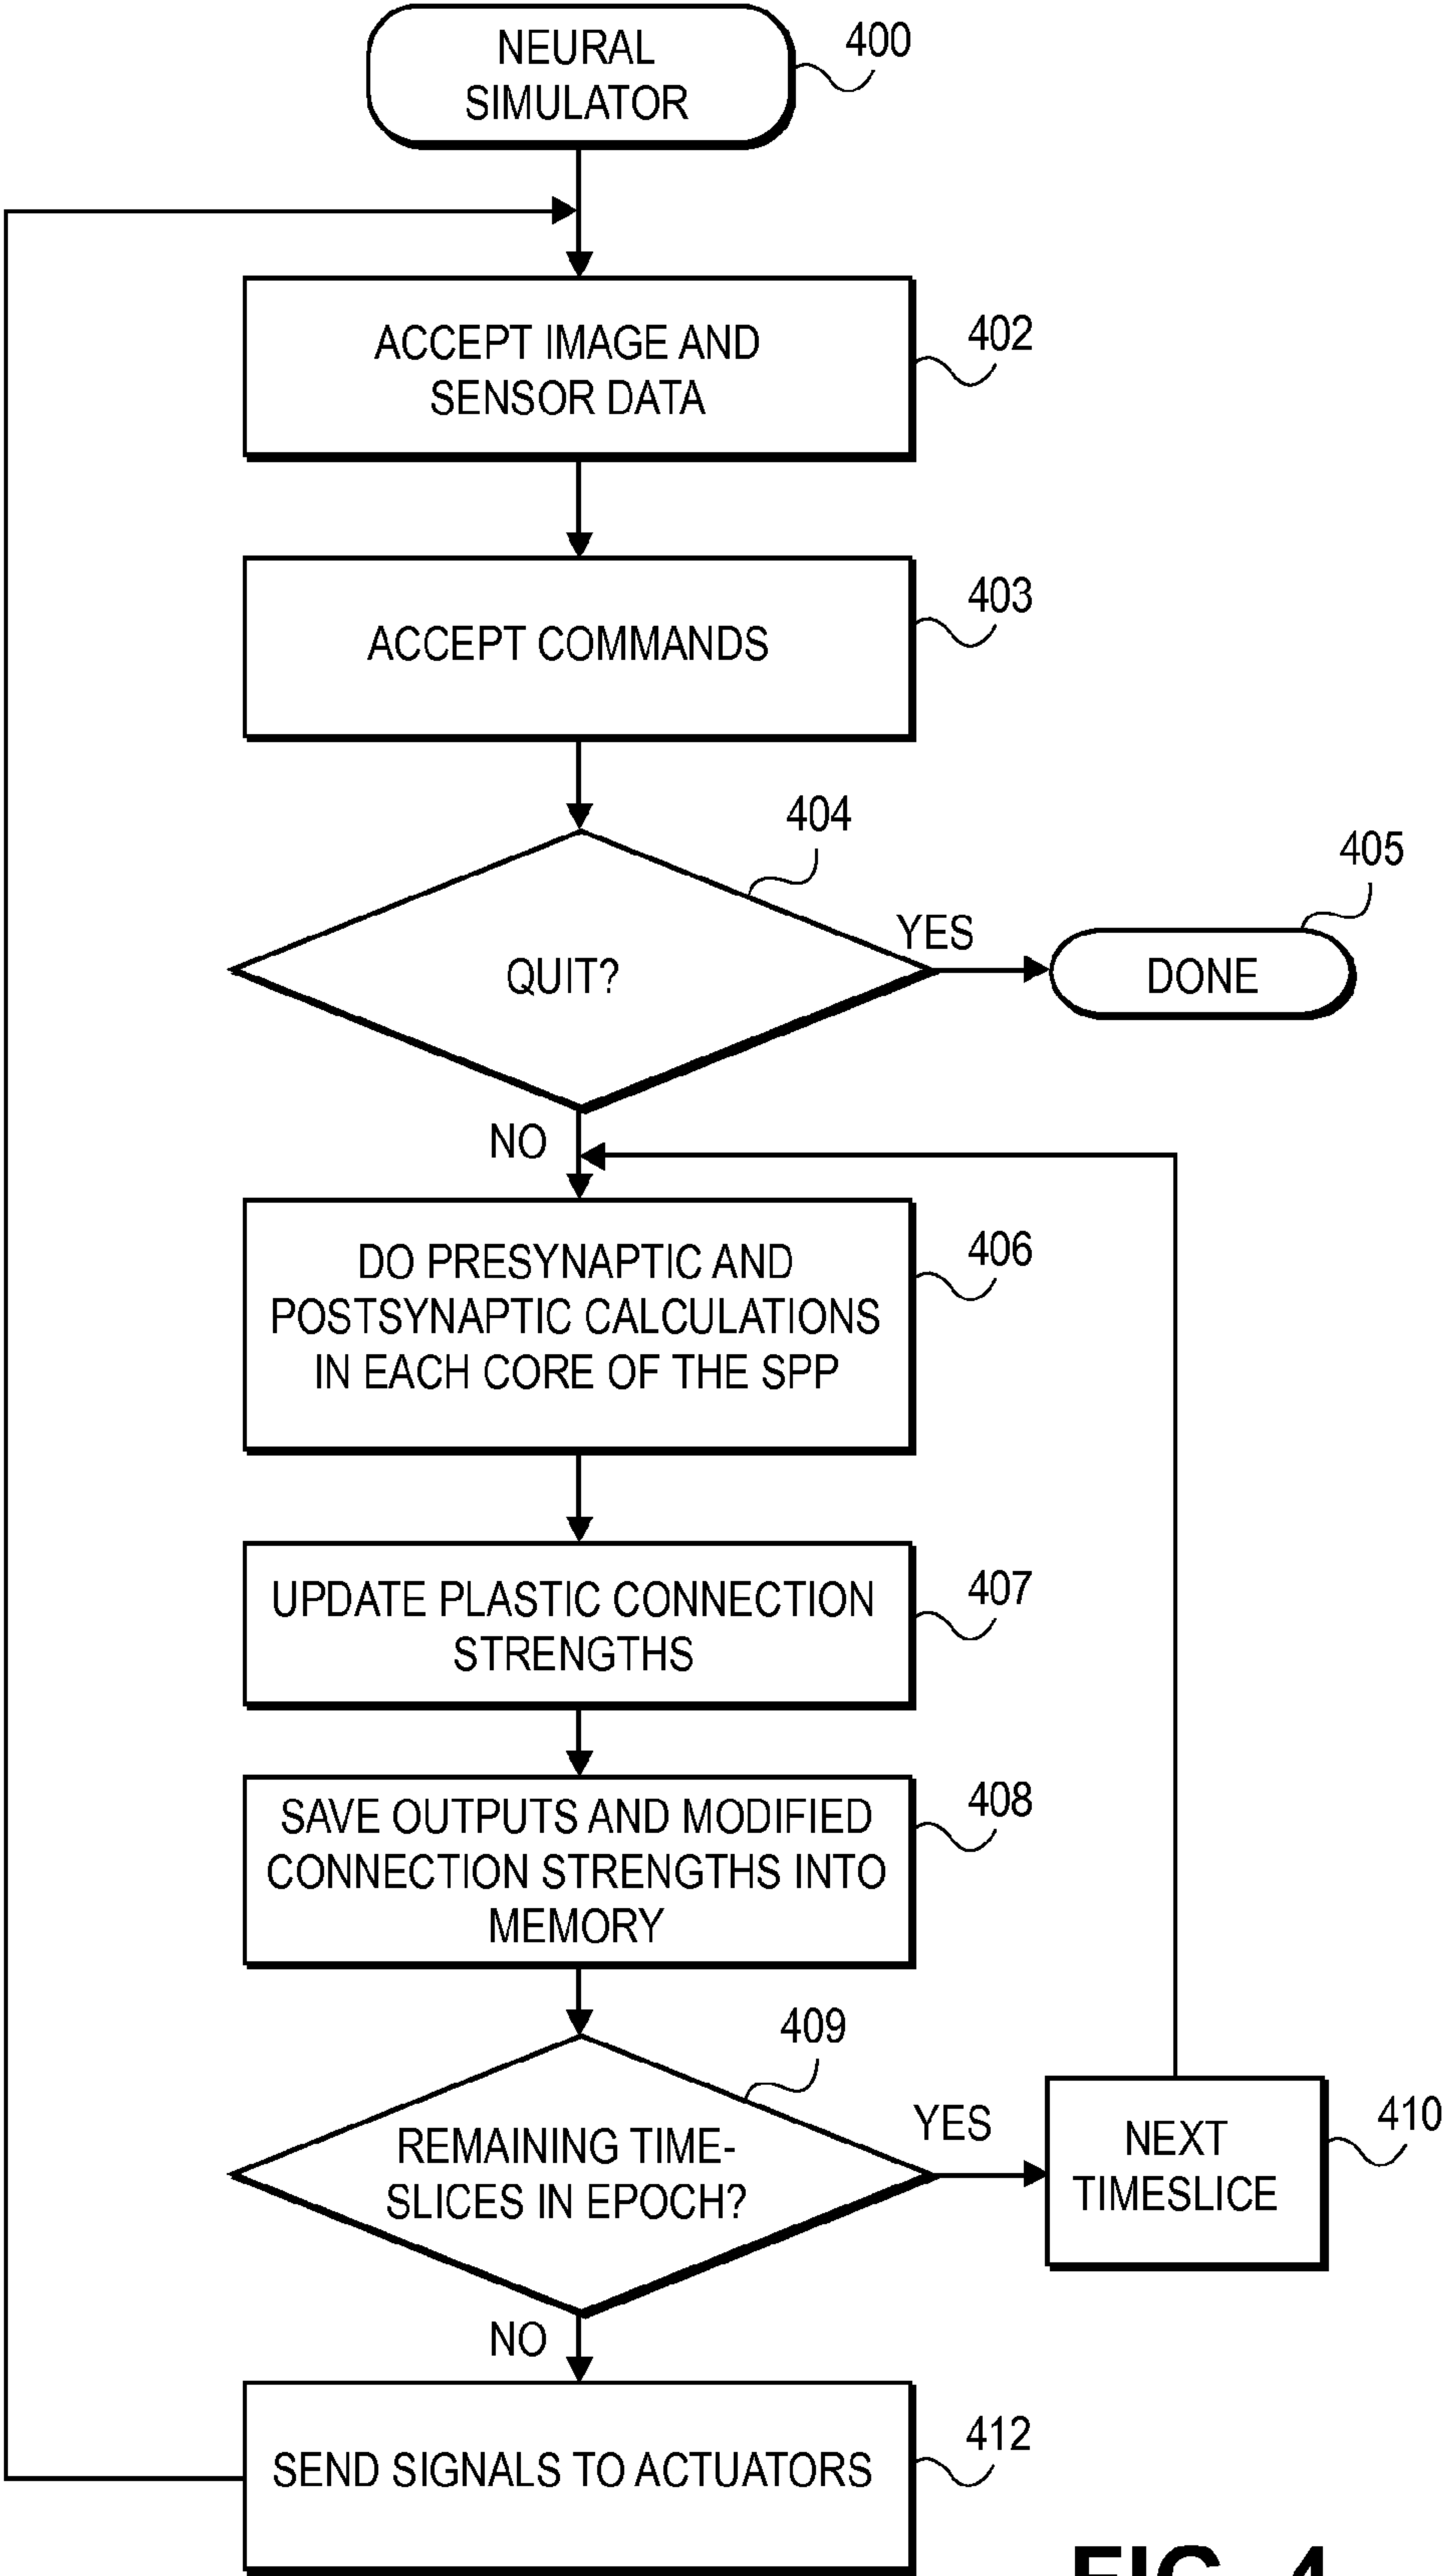 NEURAL
SIMULATOR
400
ACCEPT IMAGE AND
SENSOR DATA
402
ACCEPT COMMANDS
403
404
QUIT?
YES
405
DONE
NO
DO PRESYNAPTIC AND
POSTSYNAPTIC CALCULATIONS
IN EACH CORE OF THE SPP
406
UPDATE PLASTIC CONNECTION
STRENGTHS
407
SAVE OUTPUTS AND MODIFIED
CONNECTION STRENGTHS INTO
MEMORY
408
409
REMAINING TIME-
SLICES IN EPOCH?
YES
NEXT
TIMESLICE
410
NO
SEND SIGNALS TO ACTUATORS
412
FIG. 4